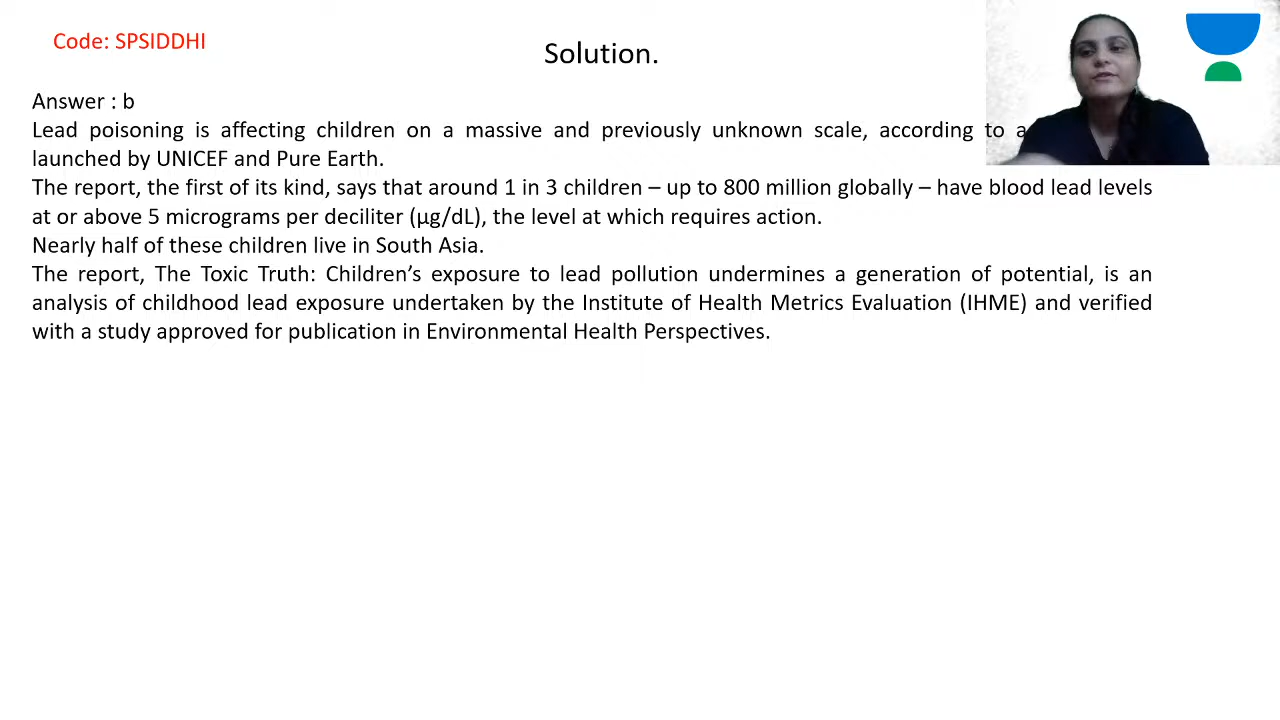 Code: SPSIDDHI
Solution.
Answer : b
Lead poisoning is affecting children on a massive and previously unknown scale, according to a
launched by UNICEF and Pure Earth.
The report, the first of its kind, says that around 1 in 3 children – up to 800 million globally – have blood lead levels
at or above 5 micrograms per deciliter (µg/dL), the level at which requires action.
Nearly half of these children live in South Asia.
The report, The Toxic Truth: Children’s exposure to lead pollution undermines a generation of potential, is an
analysis of childhood lead exposure undertaken by the Institute of Health Metrics Evaluation (IHME) and verified
with a study approved for publication in Environmental Health Perspectives.